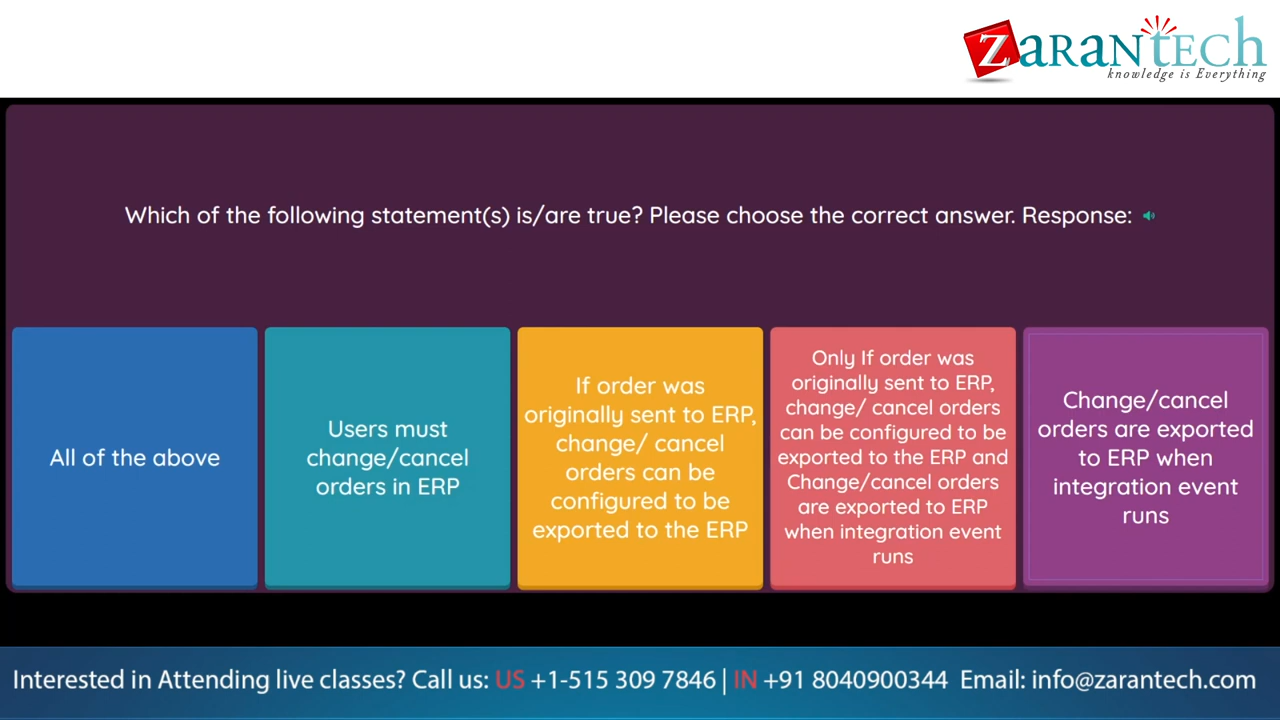 ZARANTECH
knowledge is Everything
Which of the following statement(s) is/are true? Please choose the correct answer. Response:
All of the above
Users must
change/cancel
orders in ERP
If order was
originally sent to ERP,
change/ cancel
orders can be
configured to be
exported to the ERP
Only If order was
originally sent to ERP,
change/ cancel orders
can be configured to be
exported to the ERP and
Change/cancel orders
are exported to ERP
when integration event
runs
Change/cancel
orders are exported
to ERP when
integration event
runs
Interested in Attending live classes? Call us: US +1-515 309 7846 | IN +91 8040900344 Email: info@zarantech.com